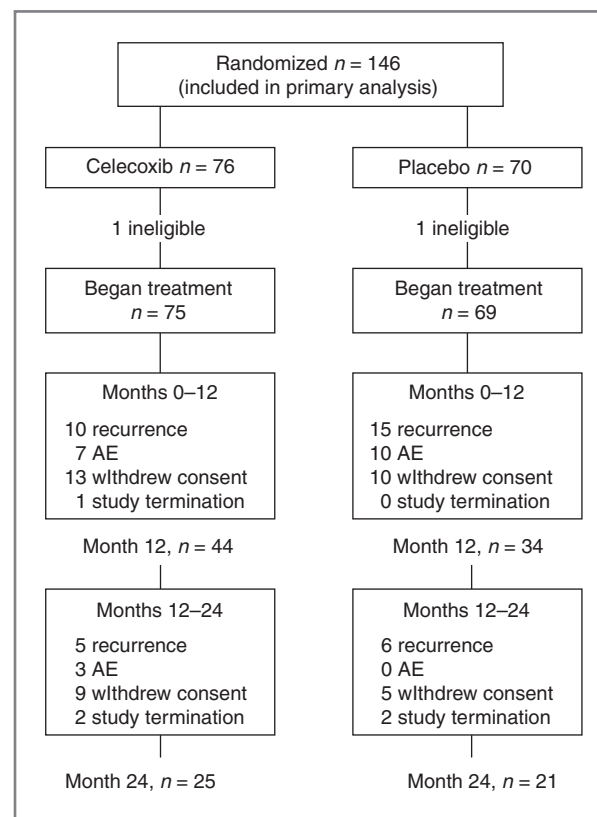 Randomized n = 146
(included in primary analysis)
Celecoxib n = 76
Placebo n = 70
1 ineligible
1 ineligible
Began treatment
n = 75
Began treatment
n = 69
Months 0–12
10 recurrence
7 AE
13 wIthdrew consent
1 study termination
Months 0–12
15 recurrence
10 AE
10 wIthdrew consent
0 study termination
Month 12, n = 44
Month 12, n = 34
Months 12–24
5 recurrence
3 AE
9 wIthdrew consent
2 study termination
Months 12–24
6 recurrence
0 AE
5 wIthdrew consent
2 study termination
Month 24, n = 25
Month 24, n = 21